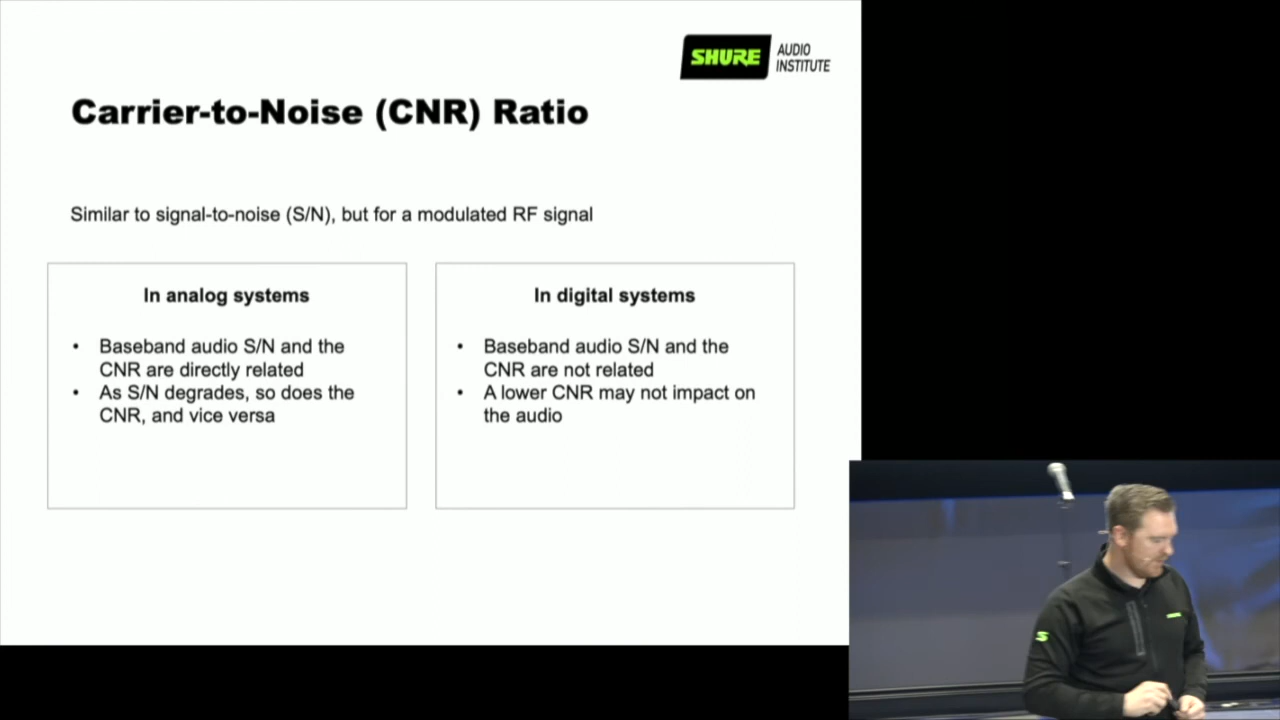 SHURE AUDIO
INSTITUTE
Carrier-to-Noise (CNR) Ratio
Similar to signal-to-noise (S/N), but for a modulated RF signal
In analog systems
• Baseband audio S/N and the
CNR are directly related
• As S/N degrades, so does the
CNR, and vice versa
In digital systems
• Baseband audio S/N and the
CNR are not related
• A lower CNR may not impact on
the audio